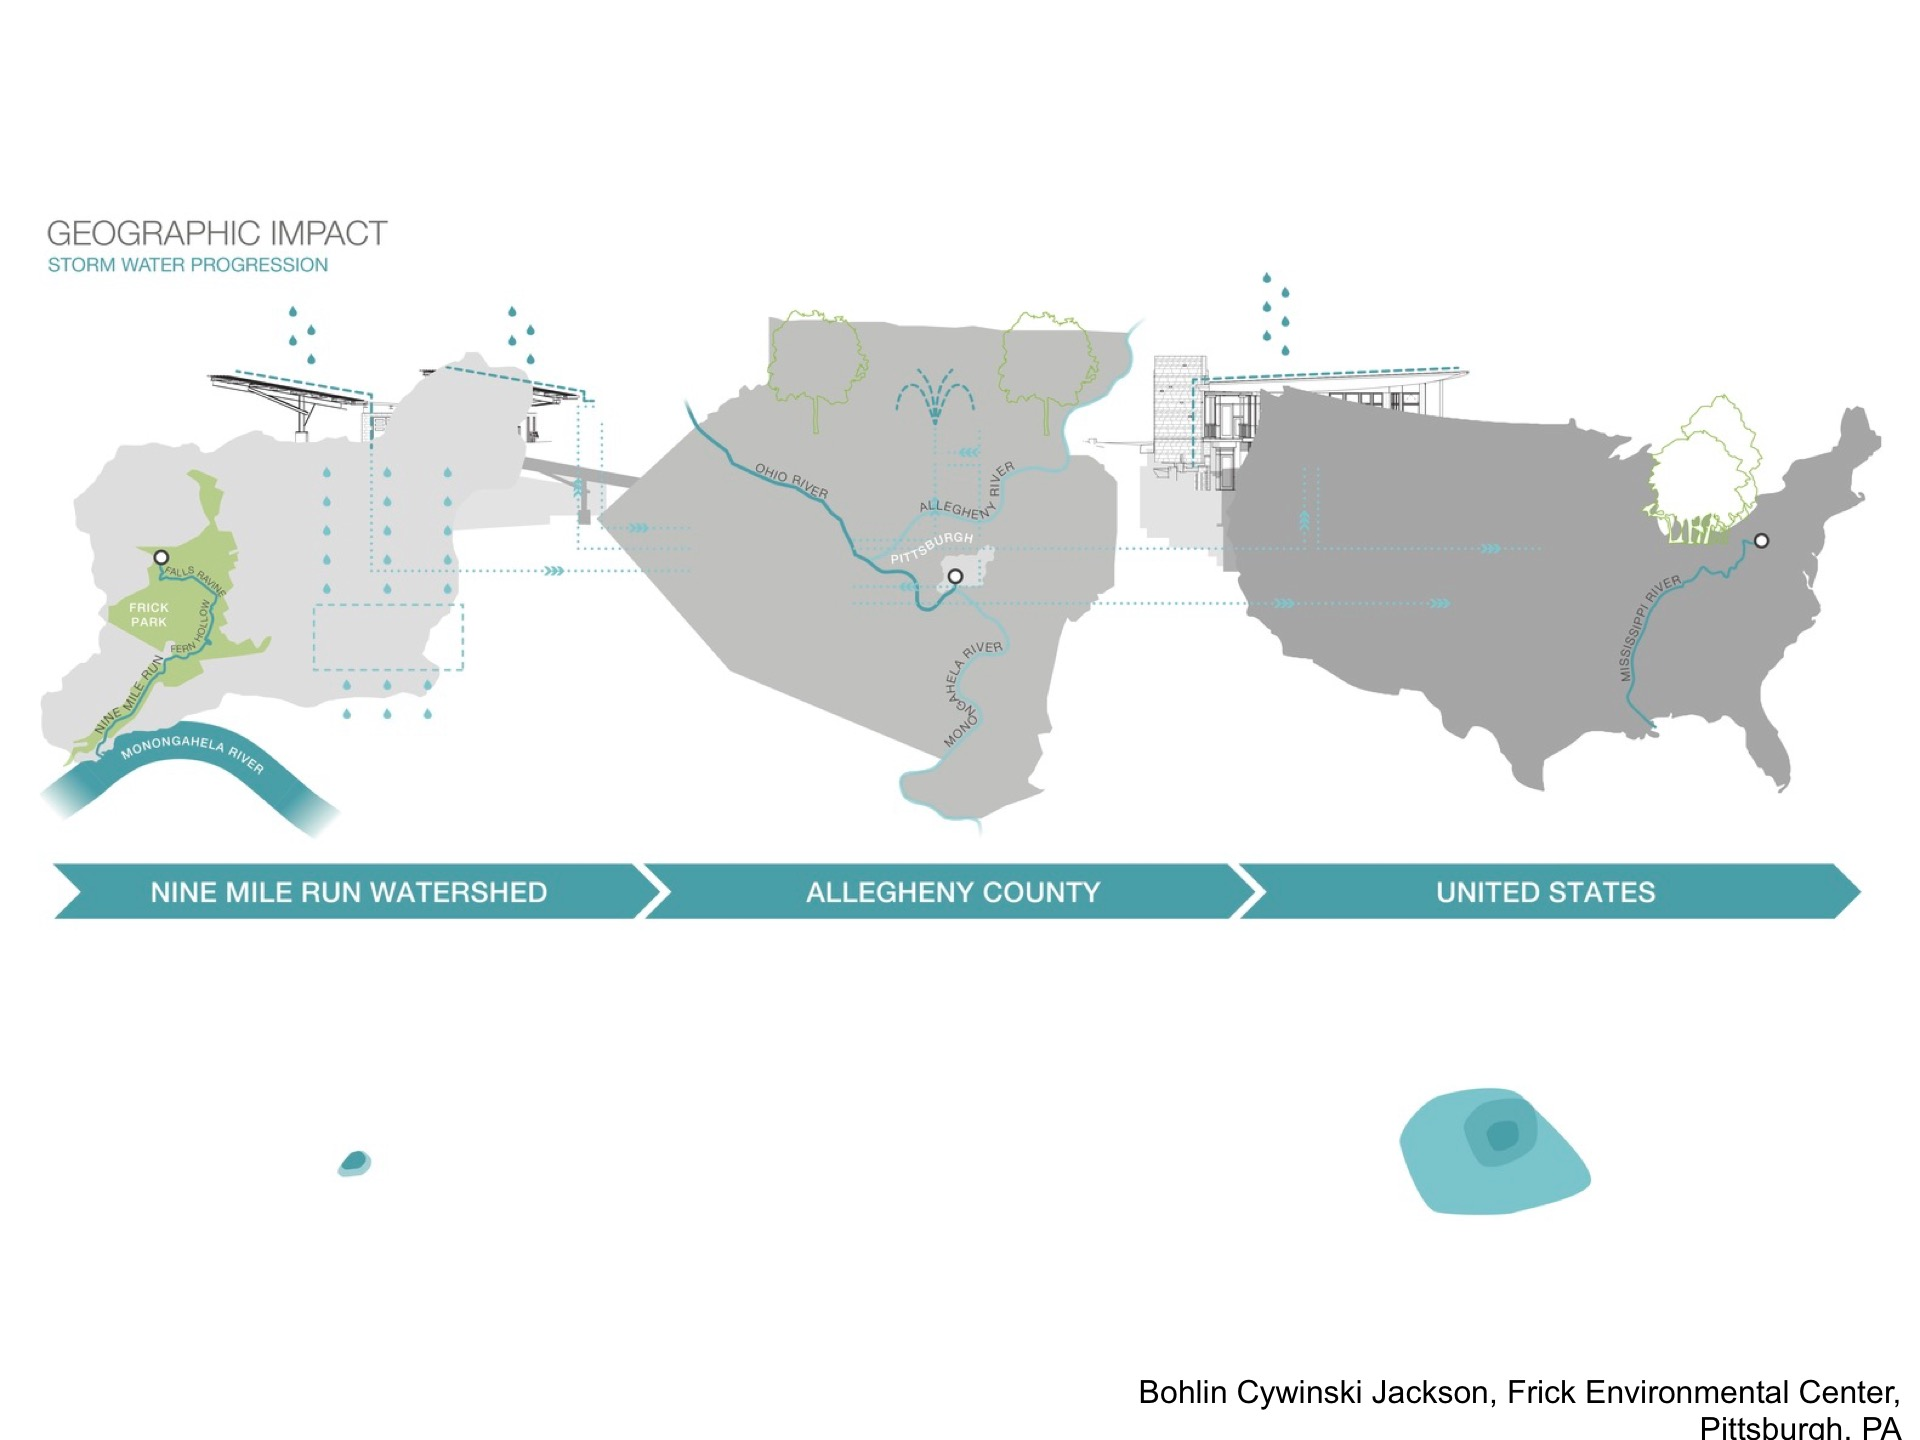 GEOGRAPHIC IMPACT
STORM WATER PROGRESSION
FALLS RAVINE
FRICK
PARK
FERN HOLLOW
NINE MILE RUN
MONONGAHELA RIVER
OHIO RIVER
ALLEGHENY RIVER
PITTSBURGH
MONONGAHELA RIVER
MISSISSIPPI RIVER
NINE MILE RUN WATERSHED
ALLEGHENY COUNTY
UNITED STATES
Bohlin Cywinski Jackson, Frick Environmental Center,
Pittsburgh, PA